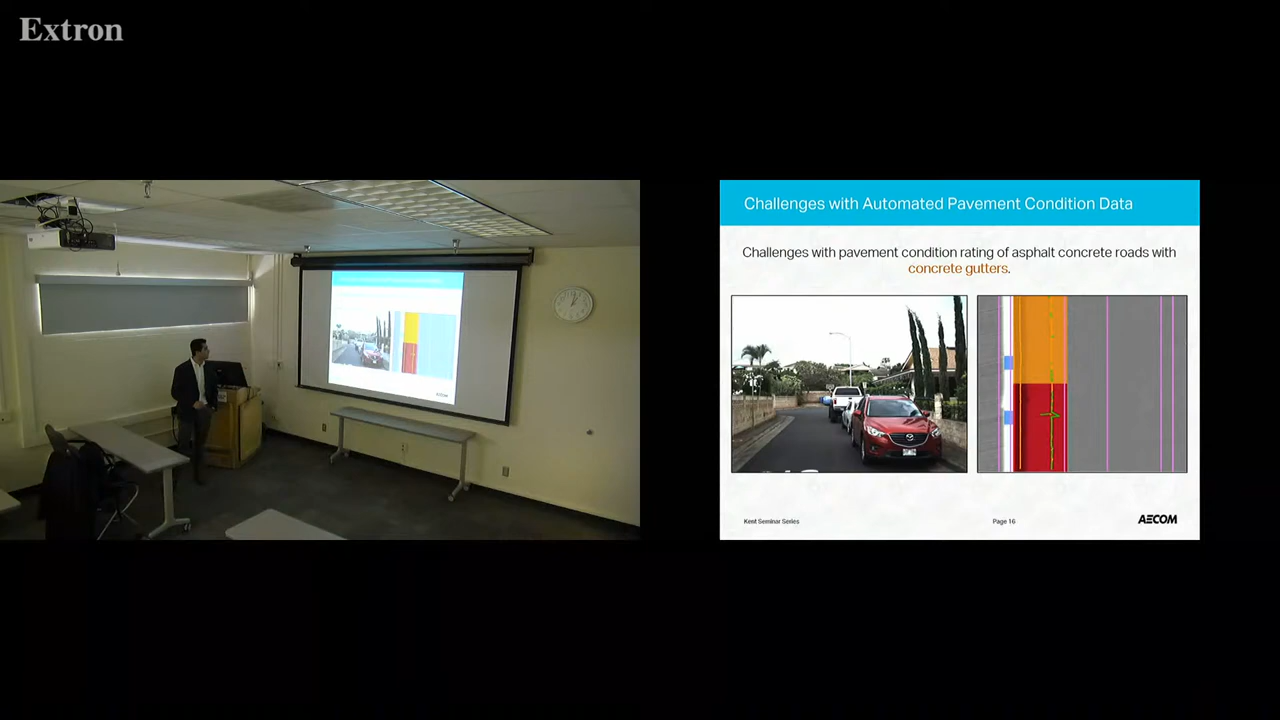 Extron
Challenges with Automated Pavement Condition Data
Challenges with pavement condition rating of asphalt concrete roads with
concrete gutters.
Kent Seminar Series
Page 16
AECOM